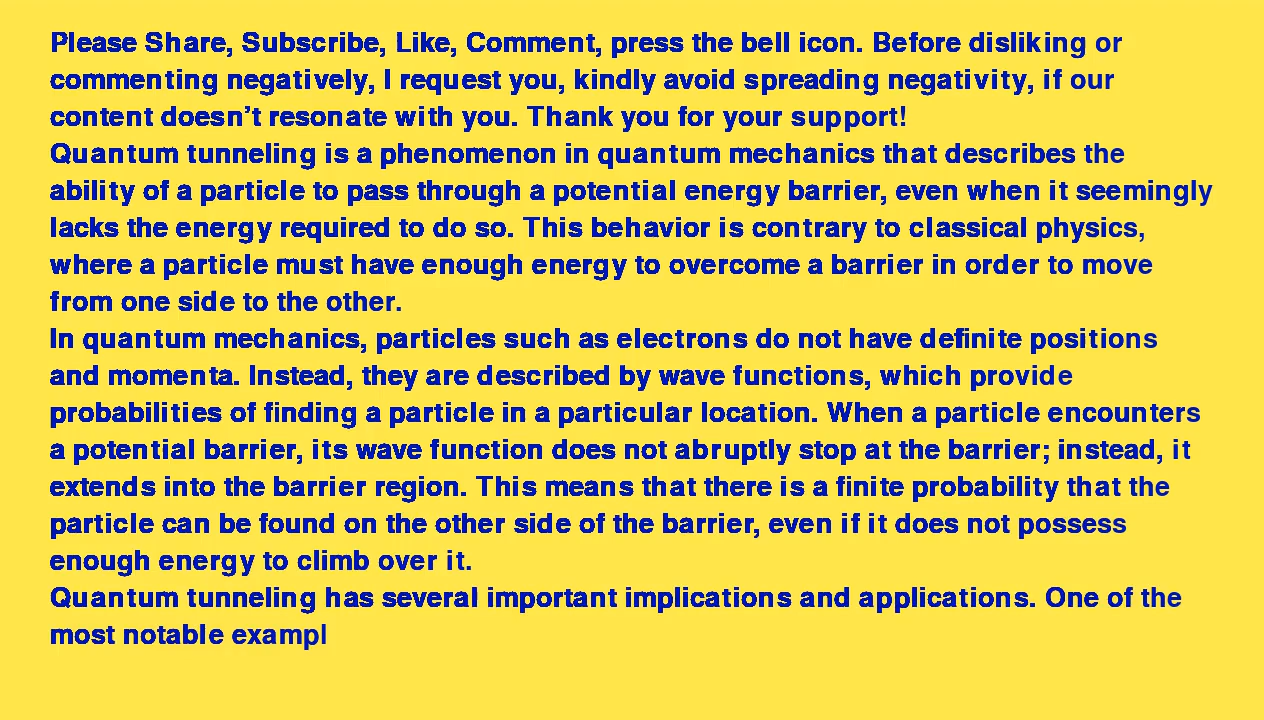 Please Share, Subscribe, Like, Comment, press the bell icon. Before disliking or
commenting negatively, I request you, kindly avoid spreading negativity, if our
content doesn’t resonate with you. Thank you for your support!
Quantum tunneling is a phenomenon in quantum mechanics that describes the
ability of a particle to pass through a potential energy barrier, even when it seemingly
lacks the energy required to do so. This behavior is contrary to classical physics,
where a particle must have enough energy to overcome a barrier in order to move
from one side to the other.
In quantum mechanics, particles such as electrons do not have definite positions
and momenta. Instead, they are described by wave functions, which provide
probabilities of finding a particle in a particular location. When a particle encounters
a potential barrier, its wave function does not abruptly stop at the barrier; instead, it
extends into the barrier region. This means that there is a finite probability that the
particle can be found on the other side of the barrier, even if it does not possess
enough energy to climb over it.
Quantum tunneling has several important implications and applications. One of the
most notable exampl